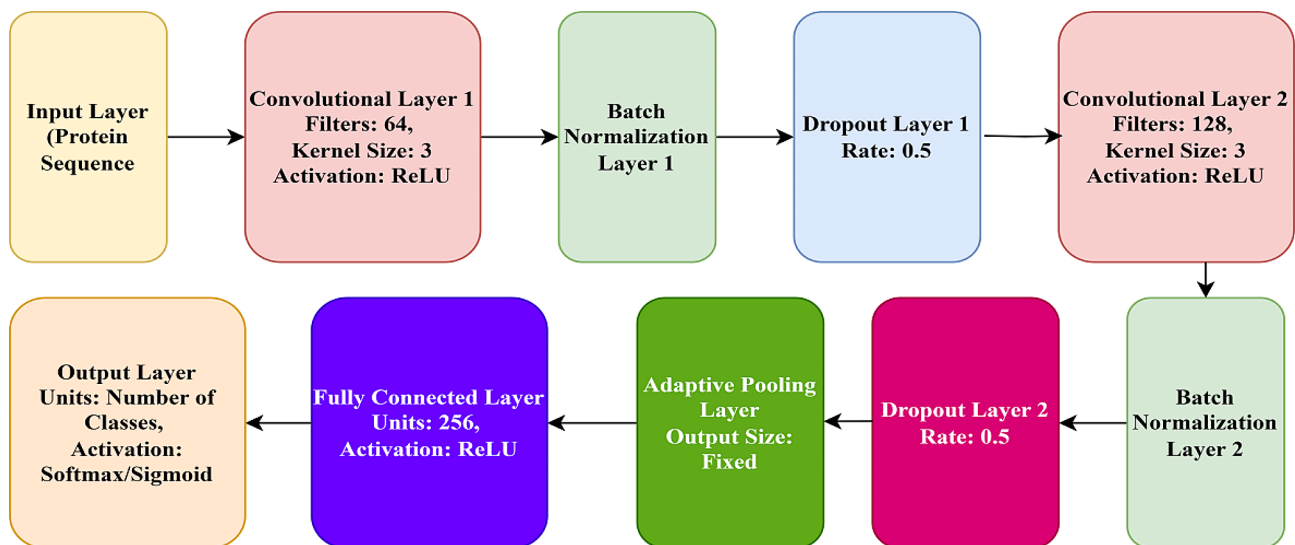 Input Layer
(Protein
Sequence
Convolutional Layer 1
Filters: 64,
Kernel Size: 3
Activation: ReLU
Batch
Normalization
Layer 1
Dropout Layer 1
Rate: 0.5
Convolutional Layer 2
Filters: 128,
Kernel Size: 3
Activation: ReLU
Batch
Normalization
Layer 2
Dropout Layer 2
Rate: 0.5
Adaptive Pooling
Layer
Output Size:
Fixed
Fully Connected Layer
Units: 256,
Activation: ReLU
Output Layer
Units: Number of
Classes,
Activation:
Softmax/Sigmoid